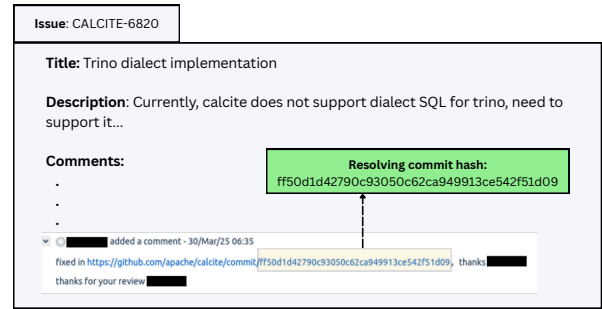 Issue: CALCITE-6820
Title: Trino dialect implementation
Description: Currently, calcite does not support dialect SQL for trino, need to
support it...
Comments:
.
.
.
Resolving commit hash:
ff50d1d42790c93050c62ca949913ce542f51d09
added a comment - 30/Mar/25 06:35
fixed in https://github.com/apache/calcite/commit/ff50d1d42790c93050c62ca949913ce542f51d09, thanks
thanks for your review